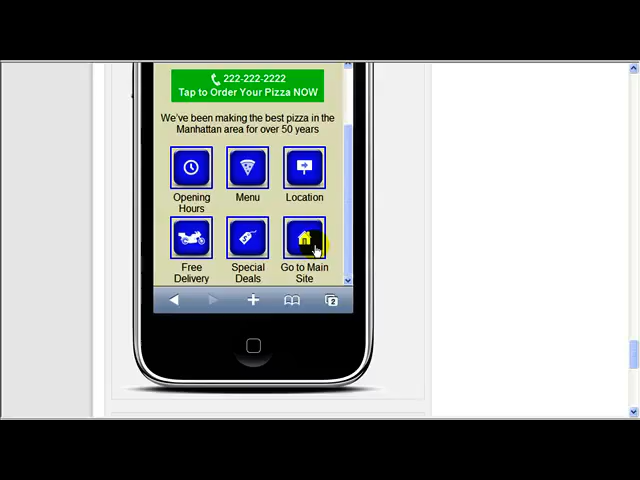 222-222-2222
Tap to Order Your Pizza NOW
We've been making the best pizza in the
Manhattan area for over 50 years
Opening
Hours
Menu
Location
Free
Delivery
Special
Deals
Go to Main
Site
2